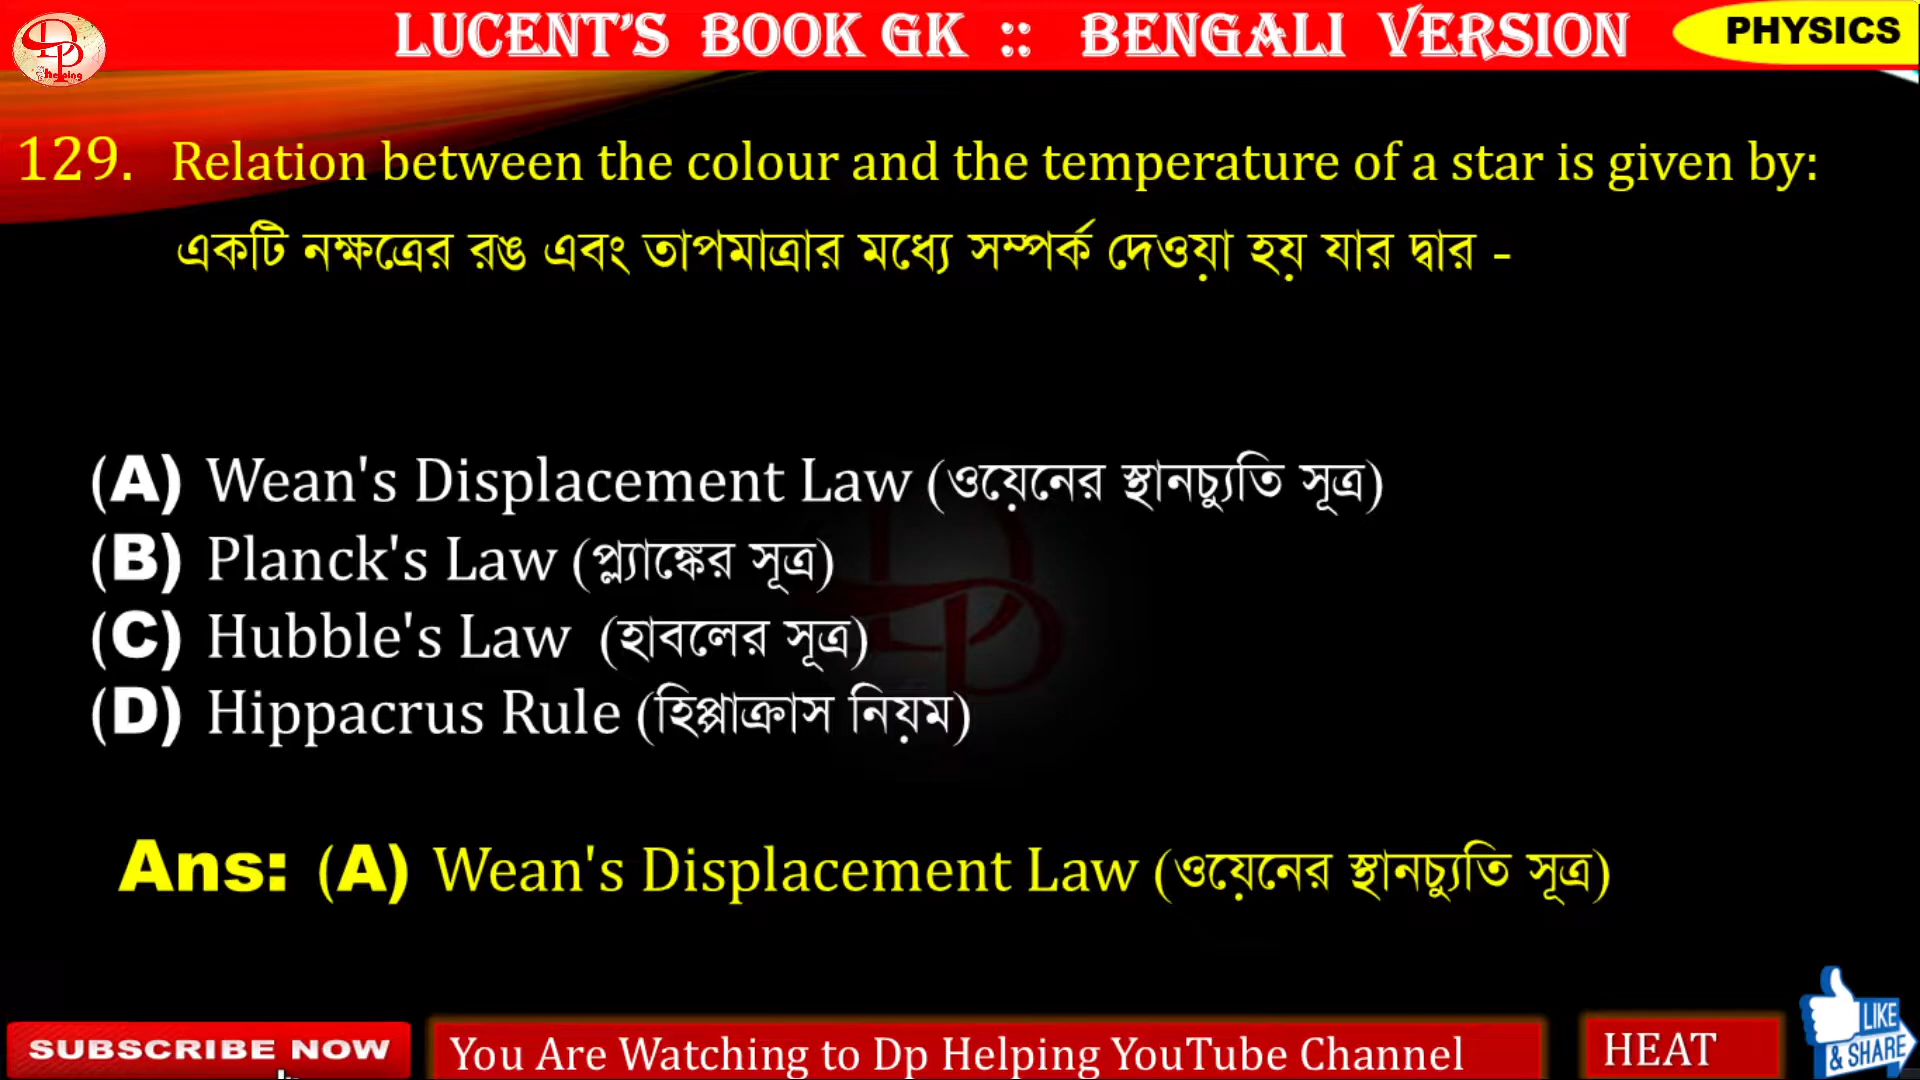 LUCENT'S BOOK GK :: BENGALI VERSION
PHYSICS
helping
129. Relation between the colour and the temperature of a star is given by:
একটি নক্ষত্রের রঙ এবং তাপমাত্রার মধ্যে সম্পর্ক দেওয়া হয় যার দ্বার -
(A) Wean's Displacement Law (ওয়েনের স্থানচ্যুতি সূত্র)
(B) Planck's Law (প্ল্যাঙ্কের সূত্র)
(C) Hubble's Law (হাবলের সূত্র)
(D) Hippacrus Rule (হিপ্পাক্রাস নিয়ম)
Ans: (A) Wean's Displacement Law (ওয়েনের স্থানচ্যুতি সূত্র)
SUBSCRIBE NOW
You Are Watching to Dp Helping YouTube Channel
HEAT
LIKE
& SHARE